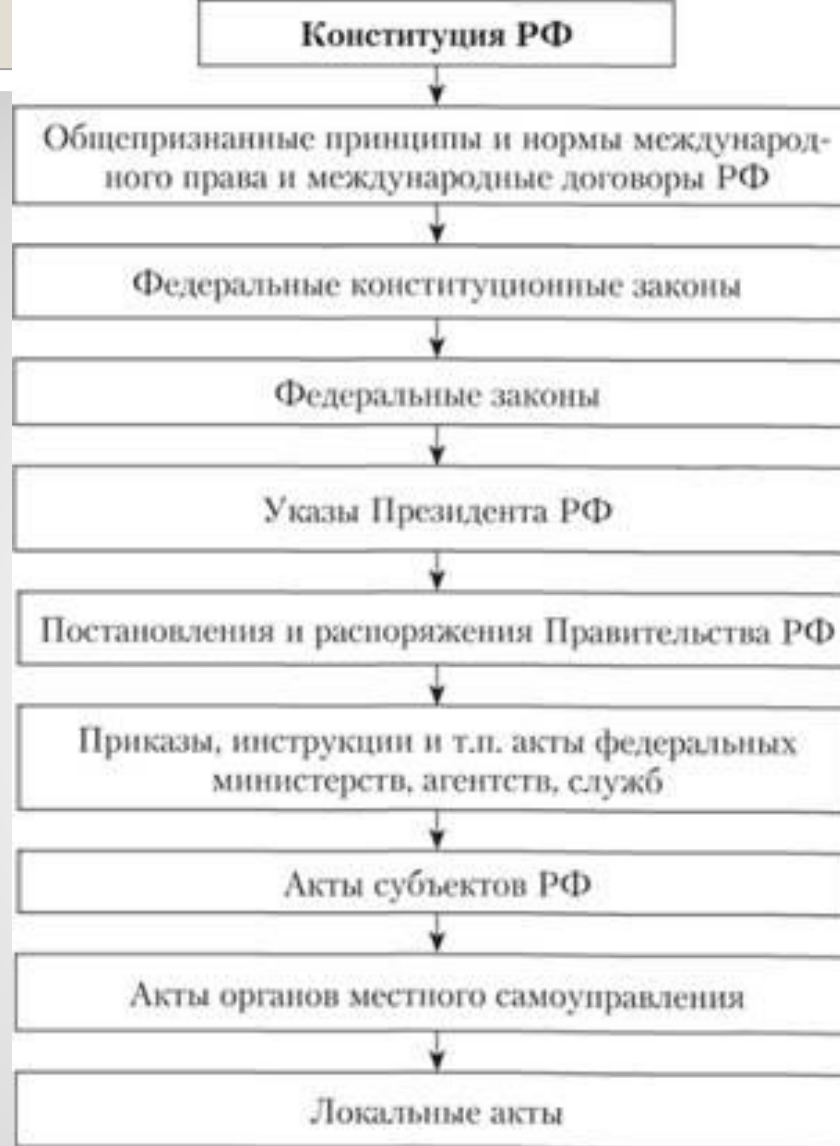 Конституция РФ
Общепризнанные принципы и нормы международ-
ного права и международные договоры РФ
Федеральные конституционные законы
Федеральные законы
Указы Президента РФ
Постановления и распоряжения Правительства РФ
Приказы, инструкции и т.п. акты федеральных
министерств, агентств, служб
Акты субъектов РФ
Акты органов местного самоуправления
Локальные акты